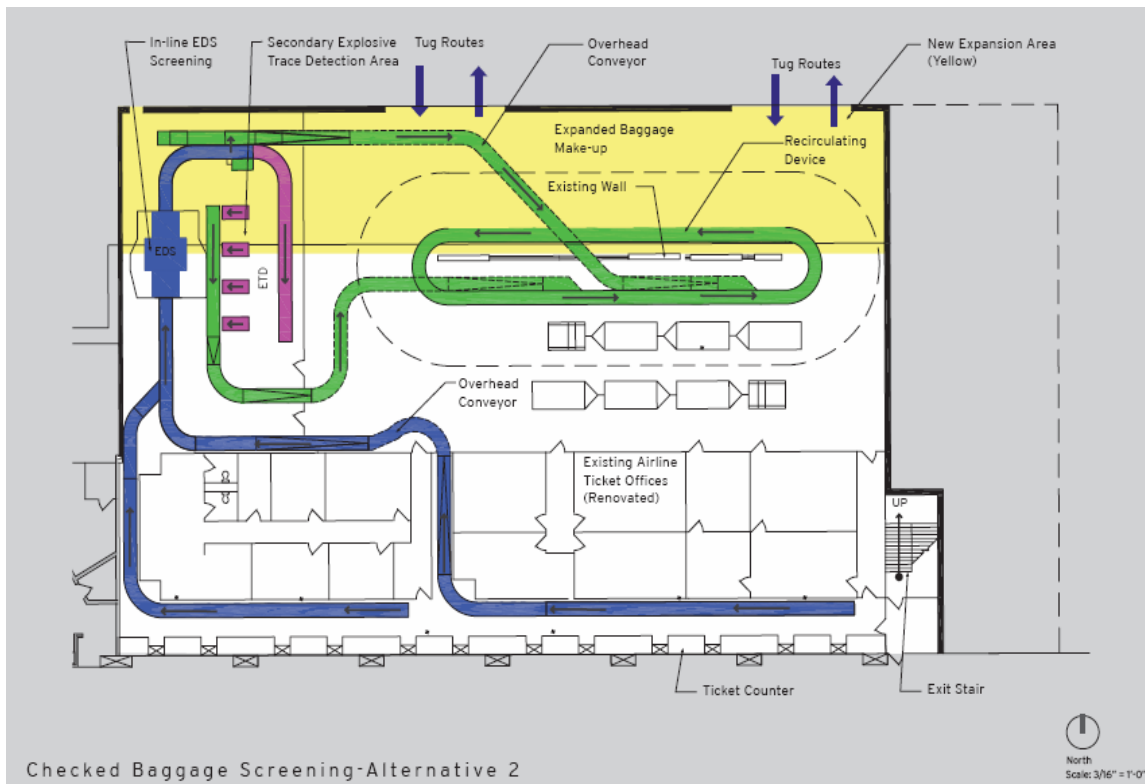 In-line EDS
Screening
Secondary Explosive
Trace Detection Area
Tug Routes
Overhead
Conveyor
New Expansion Area
(Yellow)
Tug Routes
Expanded Baggage
Make-up
Recirculating
Device
Existing Wall
EDS
ETD
Overhead
Conveyor
Existing Airline
Ticket Offices
(Renovated)
UP
Ticket Counter
Exit Stair
North
Scale: 3/16" = 1'-0"
Checked Baggage Screening-Alternative 2